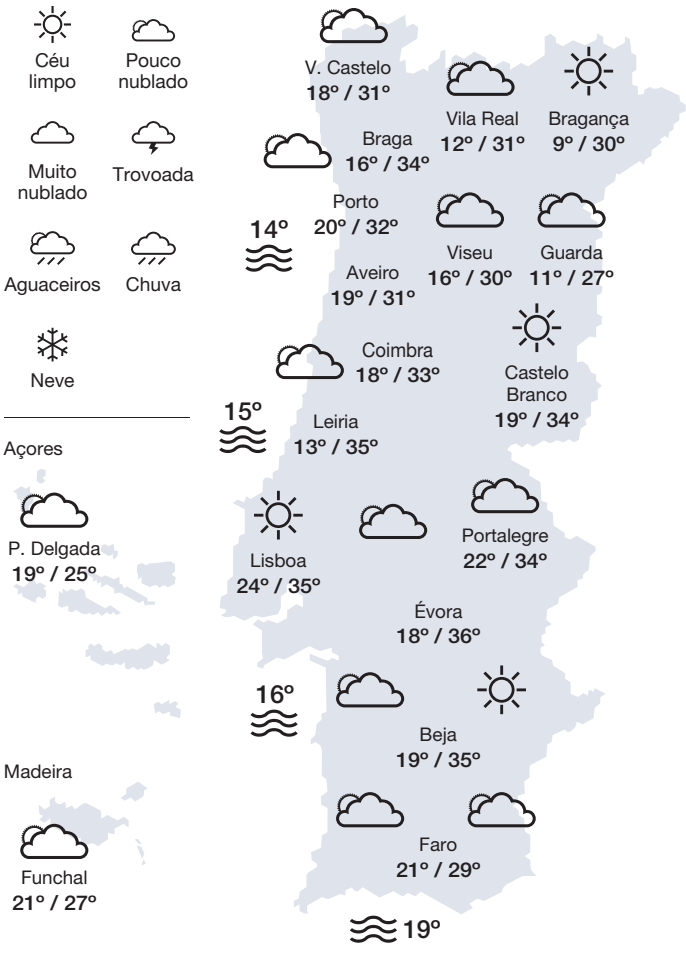 Céu
limpo
Pouco
nublado
Muito
nublado
Trovoada
Aguaceiros
Chuva
Neve
Açores
P. Delgada
19º / 25º
Madeira
Funchal
21º / 27º
V. Castelo
18º / 31º
Vila Real
12º / 31º
Bragança
9º / 30º
Braga
16º / 34º
Porto
20º / 32º
14º
Viseu
16º / 30º
Guarda
11º / 27º
Aveiro
19º / 31º
Coimbra
18º / 33º
Castelo
Branco
19º / 34º
15º
Leiria
13º / 35º
Lisboa
24º / 35º
Portalegre
22º / 34º
Évora
18º / 36º
16º
Beja
19º / 35º
Faro
21º / 29º
19º